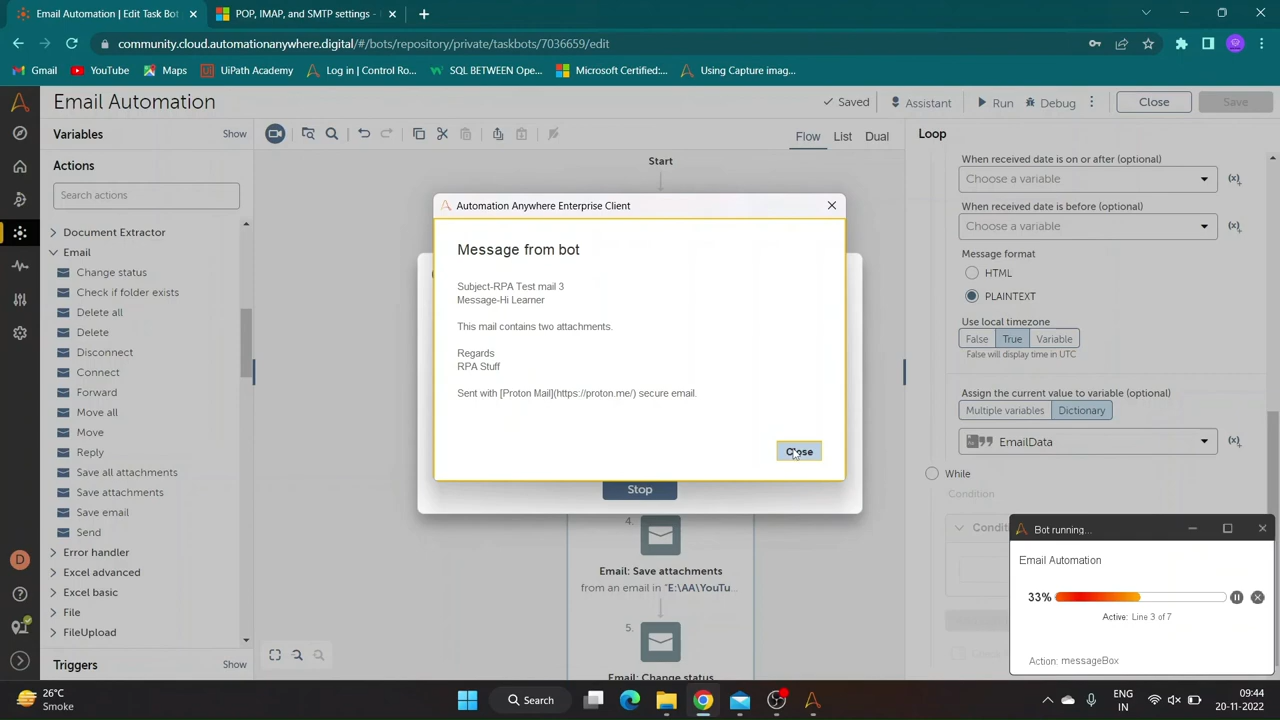 Email Automation | Edit Task Bot
POP, IMAP, and SMTP settings -
community.cloud.automationanywhere.digital/#/bots/repository/private/taskbots/7036659/edit
Gmail
YouTube
Maps
UiPath Academy
Log in | Control Ro...
SQL BETWEEN Ope...
Microsoft Certified:...
Using Capture imag...
Email Automation
Saved
Assistant
Run
Debug
Close
Save
Variables
Show
Flow
List
Dual
Loop
Actions
Search actions
Document Extractor
Email
Change status
Check if folder exists
Delete all
Delete
Disconnect
Connect
Forward
Move all
Move
Reply
Save all attachments
Save attachments
Save email
Send
Error handler
Excel advanced
Excel basic
File
FileUpload
Triggers
Show
Start
Automation Anywhere Enterprise Client
Message from bot
Subject-RPA Test mail 3
Message-Hi Learner
This mail contains two attachments.
Regards
RPA Stuff
Sent with [Proton Mail](https://proton.me/) secure email.
Close
Stop
4.
Email: Save attachments
from an email in "E:\AA\YouTu...
5.
Email: Change status
When received date is on or after (optional)
Choose a variable
When received date is before (optional)
Choose a variable
Message format
HTML
PLAINTEXT
Use local timezone
False
True
Variable
False will display time in UTC
Assign the current value to variable (optional)
Multiple variables
Dictionary
EmailData
While
Condition
Bot running...
Email Automation
33%
Active: Line 3 of 7
Action: messageBox
26°C
Smoke
Search
ENG
IN
09:44
20-11-2022